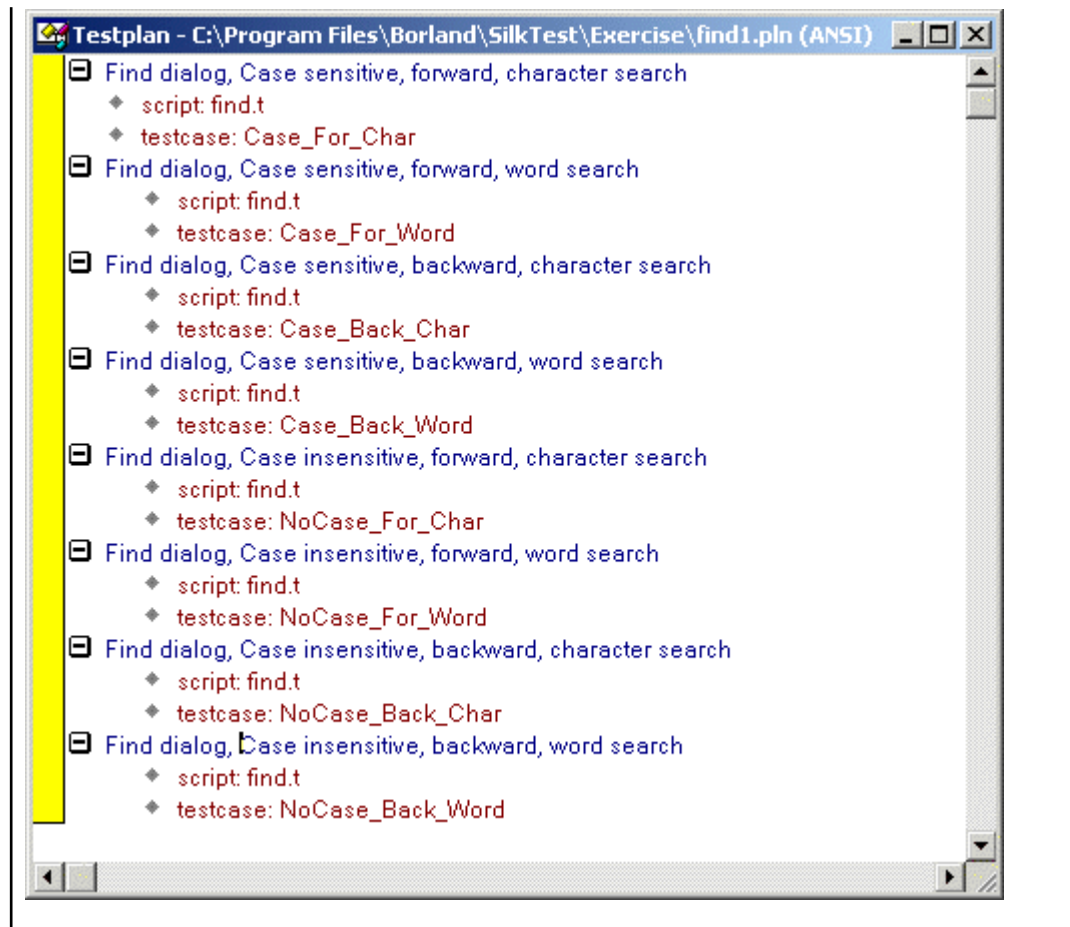 Testplan - C:\Program Files\Borland\SilkTest\Exercise\find1.pln (ANSI)
Find dialog, Case sensitive, forward, character search
script: find.t
testcase: Case_For_Char
Find dialog, Case sensitive, forward, word search
script: find.t
testcase: Case_For_Word
Find dialog, Case sensitive, backward, character search
script: find.t
testcase: Case_Back_Char
Find dialog, Case sensitive, backward, word search
script: find.t
testcase: Case_Back_Word
Find dialog, Case insensitive, forward, character search
script: find.t
testcase: NoCase_For_Char
Find dialog, Case insensitive, forward, word search
script: find.t
testcase: NoCase_For_Word
Find dialog, Case insensitive, backward, character search
script: find.t
testcase: NoCase_Back_Char
Find dialog, Case insensitive, backward, word search
script: find.t
testcase: NoCase_Back_Word